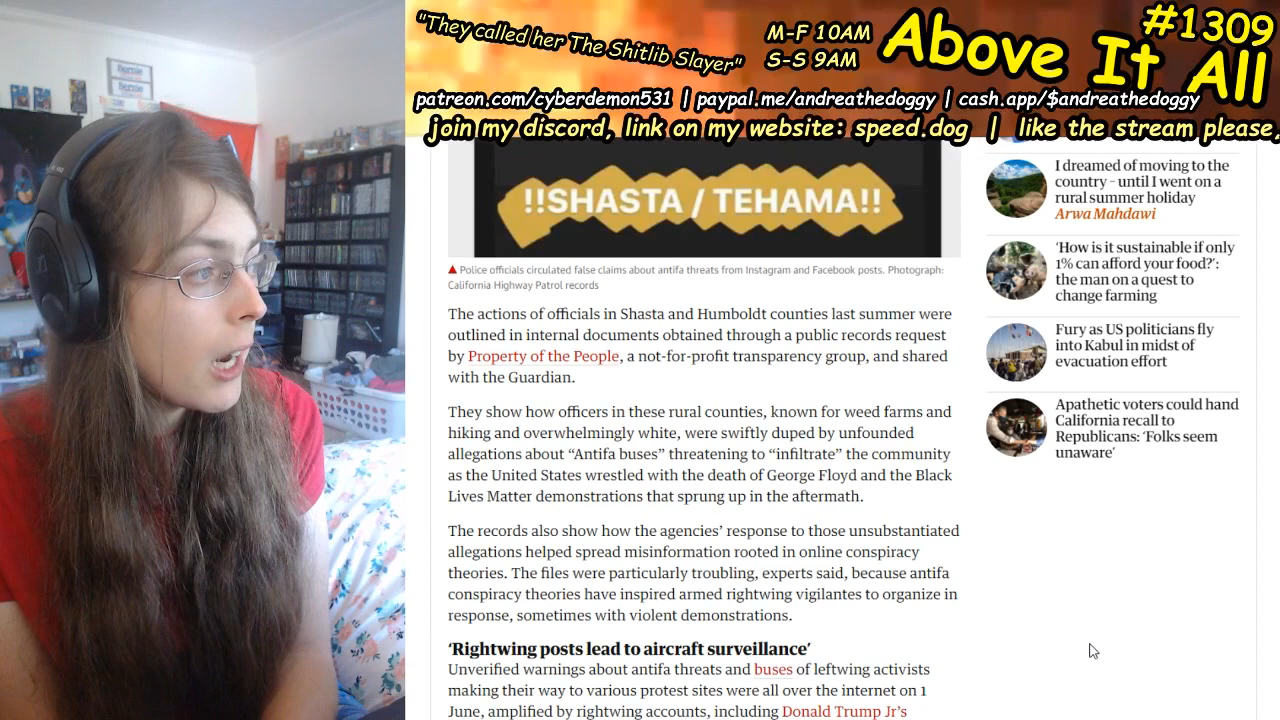 "They called her The Shitlib Slayer"
M-F 10AM
S-S 9AM
Above It All
#1309
patreon.com/cyberdemon531 | paypal.me/andreathedoggy | cash.app/$andreathedoggy
join my discord, link on my website: speed.dog | like the stream please,
Bernie
Bernie
!!SHASTA / TEHAMA!!
▲ Police officials circulated false claims about antifa threats from Instagram and Facebook posts. Photograph:
California Highway Patrol records
The actions of officials in Shasta and Humboldt counties last summer were
outlined in internal documents obtained through a public records request
by Property of the People, a not-for-profit transparency group, and shared
with the Guardian.
They show how officers in these rural counties, known for weed farms and
hiking and overwhelmingly white, were swiftly duped by unfounded
allegations about “Antifa buses” threatening to “infiltrate” the community
as the United States wrestled with the death of George Floyd and the Black
Lives Matter demonstrations that sprung up in the aftermath.
The records also show how the agencies’ response to those unsubstantiated
allegations helped spread misinformation rooted in online conspiracy
theories. The files were particularly troubling, experts said, because antifa
conspiracy theories have inspired armed rightwing vigilantes to organize in
response, sometimes with violent demonstrations.
‘Rightwing posts lead to aircraft surveillance’
Unverified warnings about antifa threats and buses of leftwing activists
making their way to various protest sites were all over the internet on 1
June, amplified by rightwing accounts, including Donald Trump Jr’s
I dreamed of moving to the
country – until I went on a
rural summer holiday
Arwa Mahdawi
‘How is it sustainable if only
1% can afford your food?’:
the man on a quest to
change farming
Fury as US politicians fly
into Kabul in midst of
evacuation effort
Apathetic voters could hand
California recall to
Republicans: ‘Folks seem
unaware’